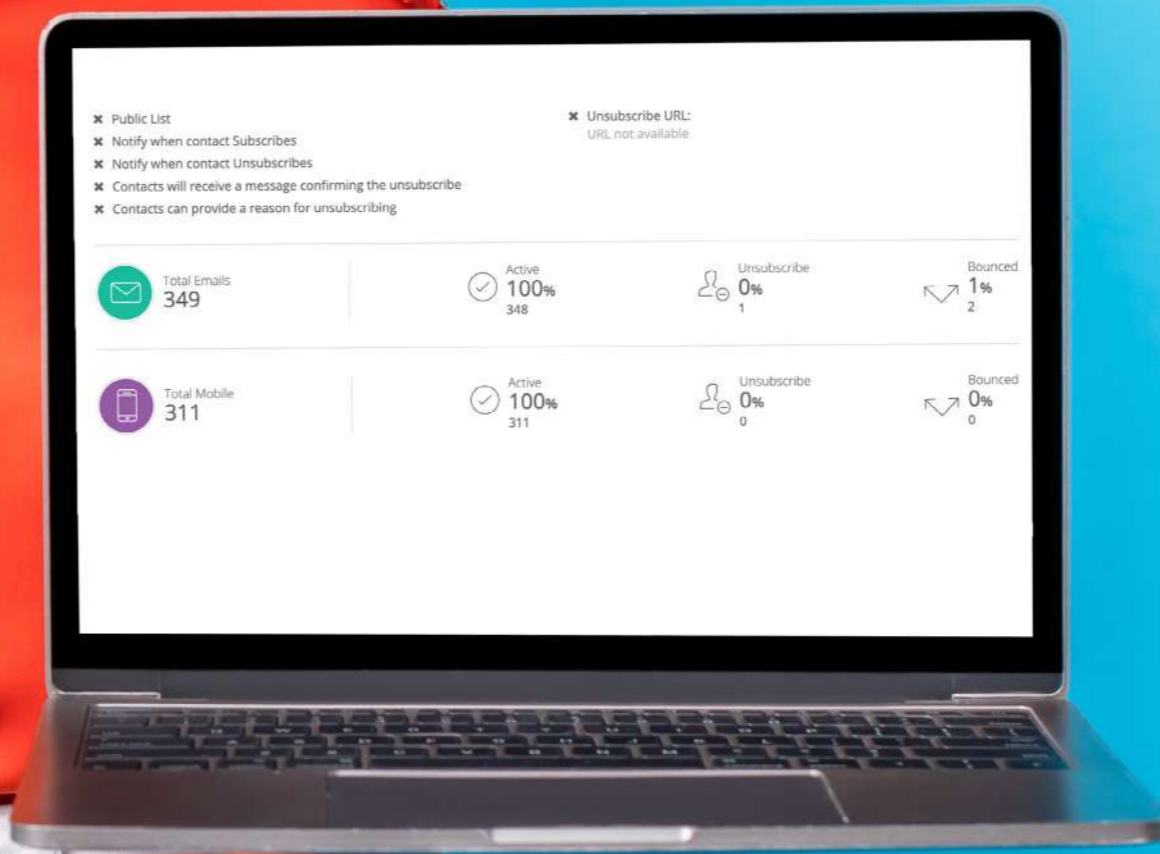 Public List
Notify when contact Subscribes
Notify when contact Unsubscribes
Contacts will receive a message confirming the unsubscribe
Contacts can provide a reason for unsubscribing
Unsubscribe URL:
URL not available
Total Emails
349
Active
100%
348
Unsubscribe
0%
1
Bounced
1%
2
Total Mobile
311
Active
100%
311
Unsubscribe
0%
0
Bounced
0%
0